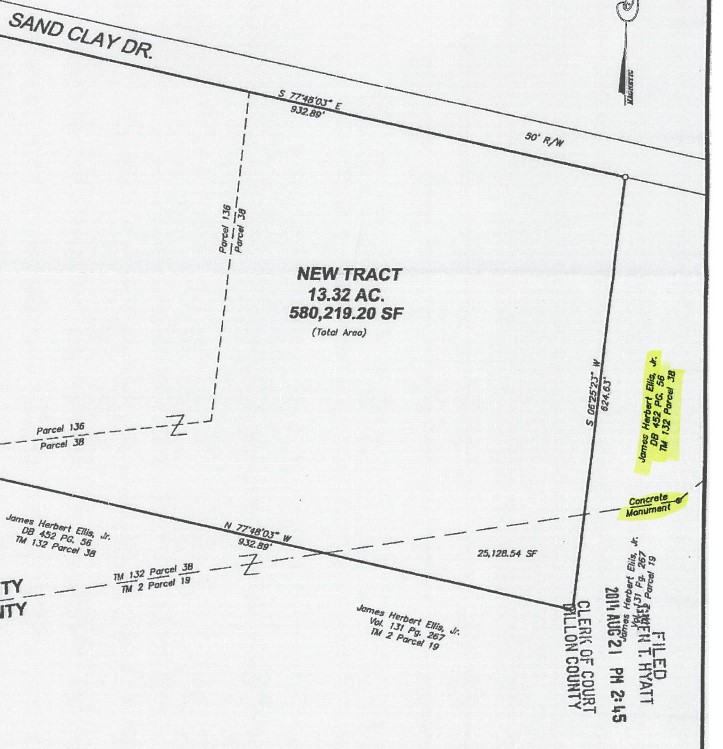 SAND CLAY DR.
MAGNETIC
S 77°48'03" E
932.89'
50' R/W
Parcel 136
Parcel 38
NEW TRACT
13.32 AC.
580,219.20 SF
(Total Area)
S 06°25'23" W
624.63'
James Herbert Ellis, Jr.
DB 452 PG. 56
TM 132 Parcel 38
Parcel 136
Parcel 38
Concrete
Monument
James Herbert Ellis, Jr.
DB 452 PG. 56
TM 132 Parcel 38
N 77°48'03" W
932.89'
25,128.54 SF
TM 132 Parcel 38
TM 2 Parcel 19
TY
NTY
James Herbert Ellis, Jr.
Vol. 131 Pg. 267
TM 2 Parcel 19
James Herbert Ellis, Jr.
Vol. 131 Pg. 267
Parcel 19
FILED
T. HYATT
2014 AUG 21 PM 2:45
CLERK OF COURT
DILLON COUNTY